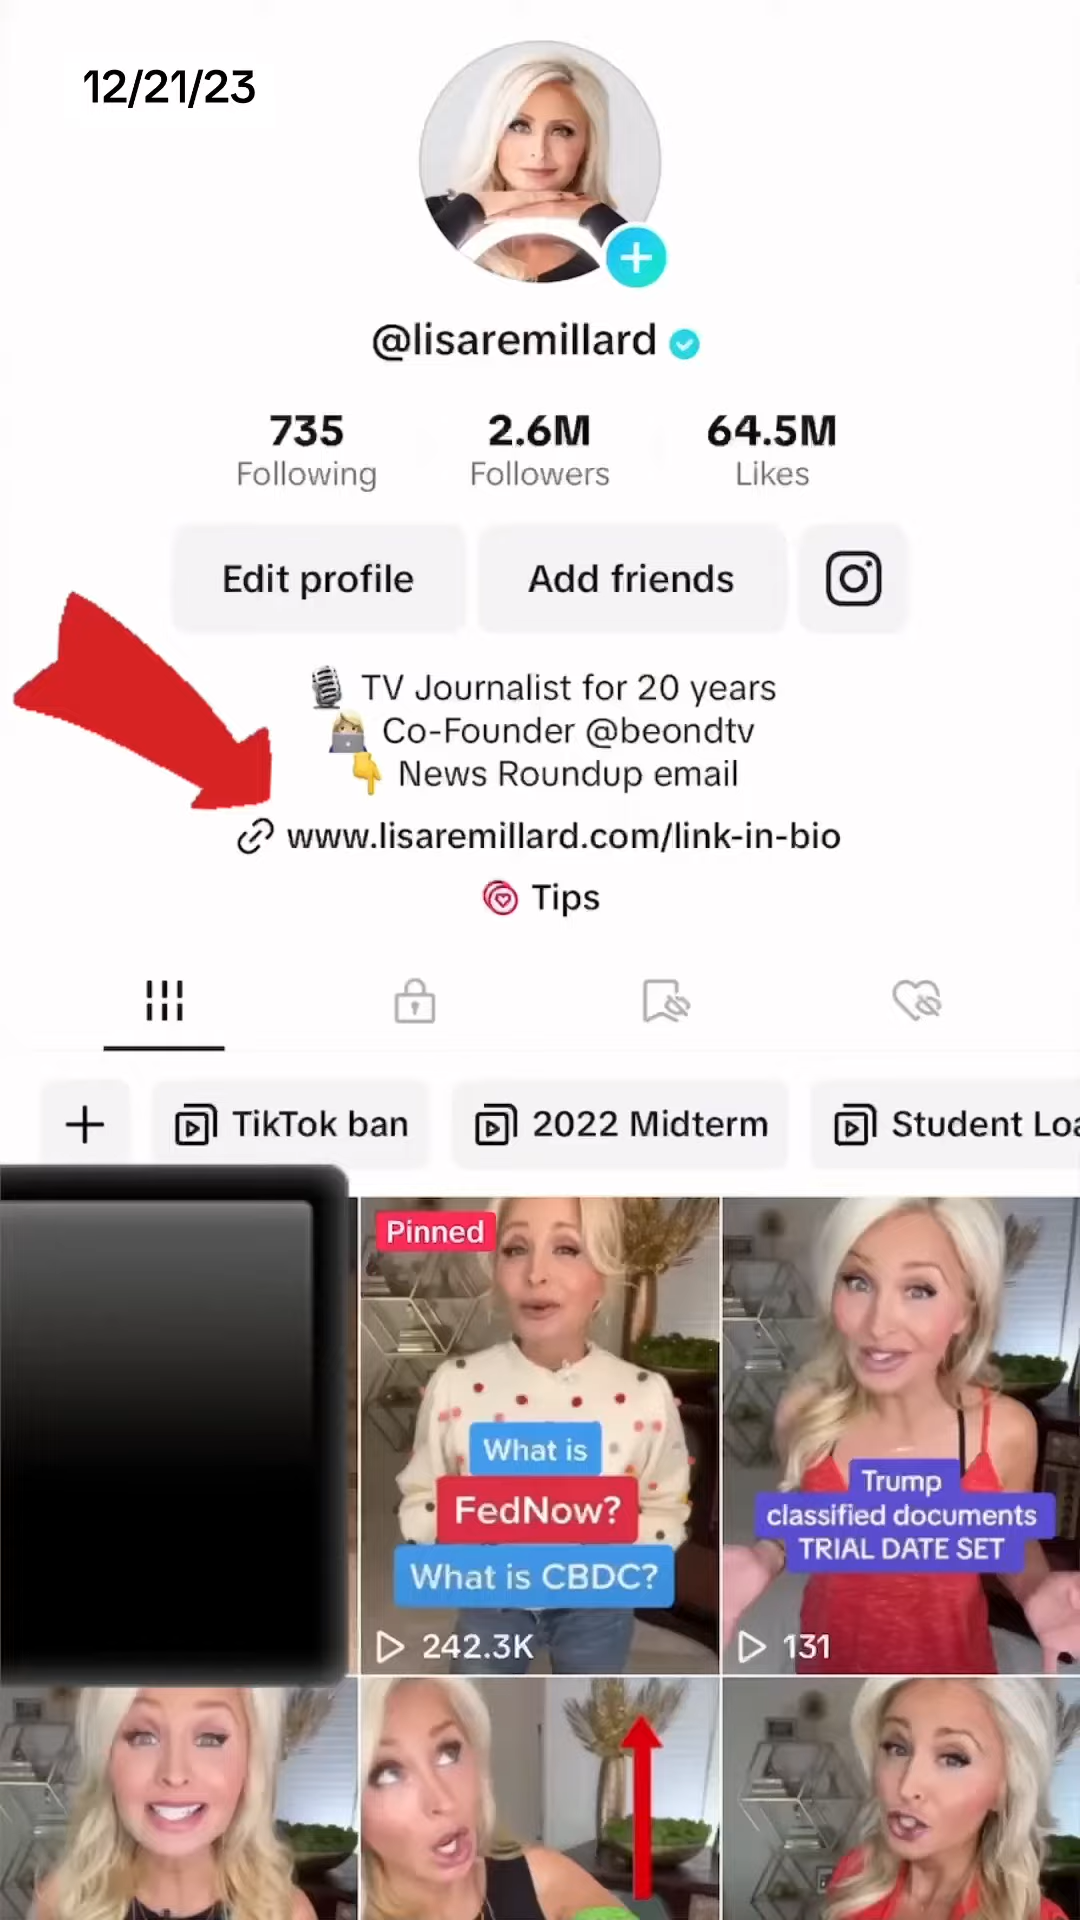 12/21/23
@lisaremillard
735
Following
2.6M
Followers
64.5M
Likes
Edit profile
Add friends
TV Journalist for 20 years
Co-Founder @beondtv
News Roundup email
www.lisaremillard.com/link-in-bio
Tips
TikTok ban
2022 Midterm
Student Loa
Pinned
What is
FedNow?
What is CBDC?
242.3K
Trump
classified documents
TRIAL DATE SET
131